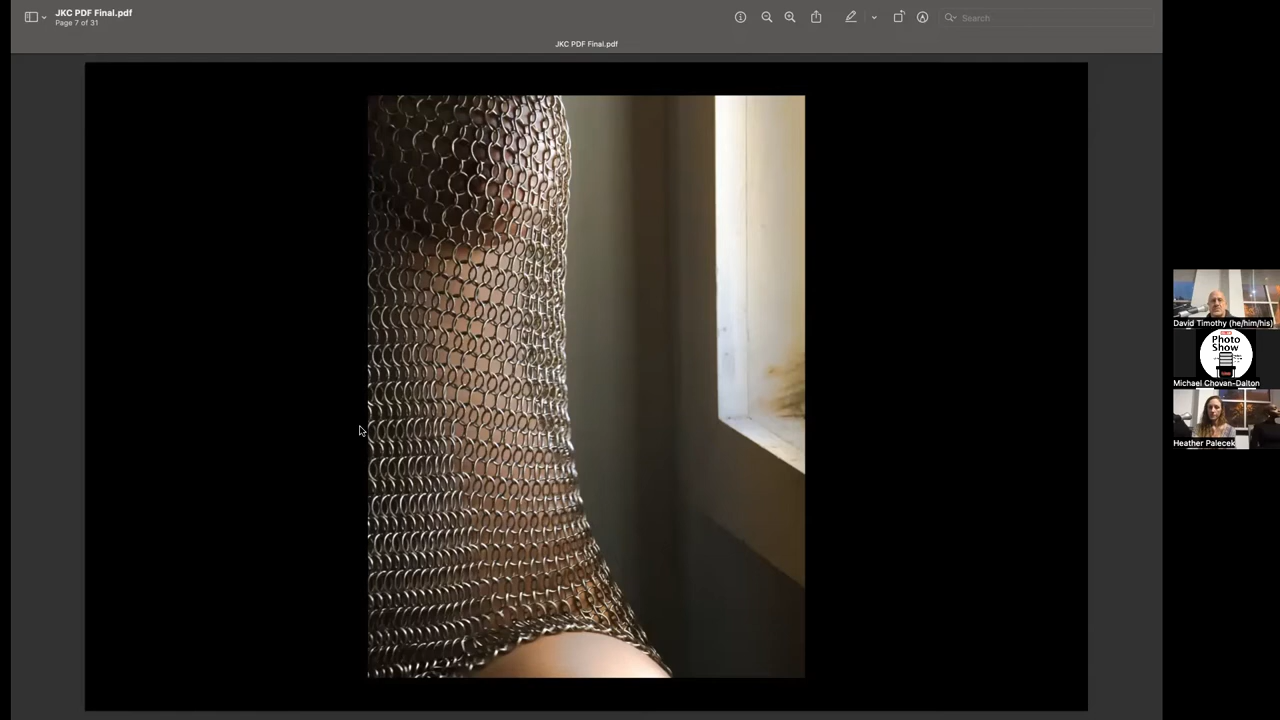 JKC PDF Final.pdf
Page 7 of 31
Search
JKC PDF Final.pdf
David Timothy (he/him/his)
Photo
Show
Michael Chovan-Dalton
Heather Palecek